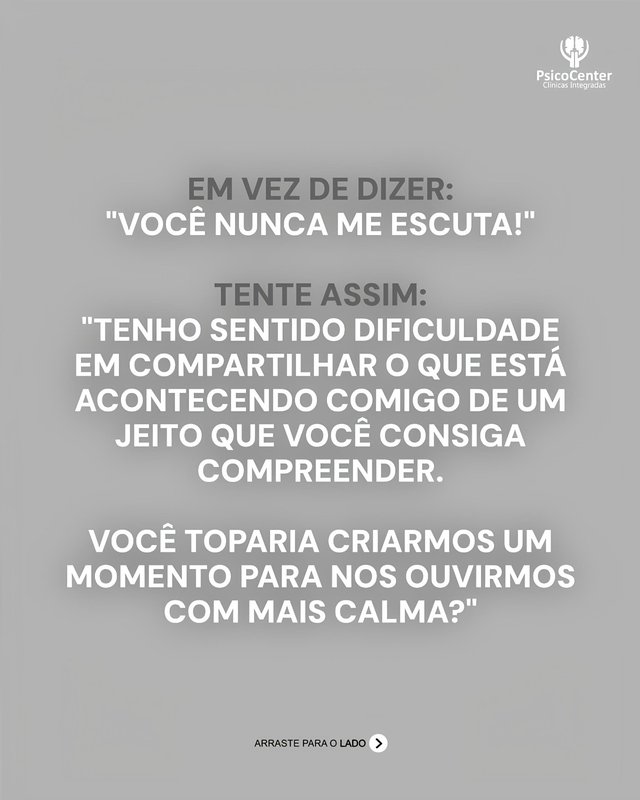 PsicoCenter
Clínicas Integradas
EM VEZ DE DIZER:
"VOCÊ NUNCA ME ESCUTA!"
TENTE ASSIM:
"TENHO SENTIDO DIFICULDADE
EM COMPARTILHAR O QUE ESTÁ
ACONTECENDO COMIGO DE UM
JEITO QUE VOCÊ CONSIGA
COMPREENDER.
VOCÊ TOPARIA CRIARMOS UM
MOMENTO PARA NOS OUVIRMOS
COM MAIS CALMA?"
ARRASTE PARA O LADO